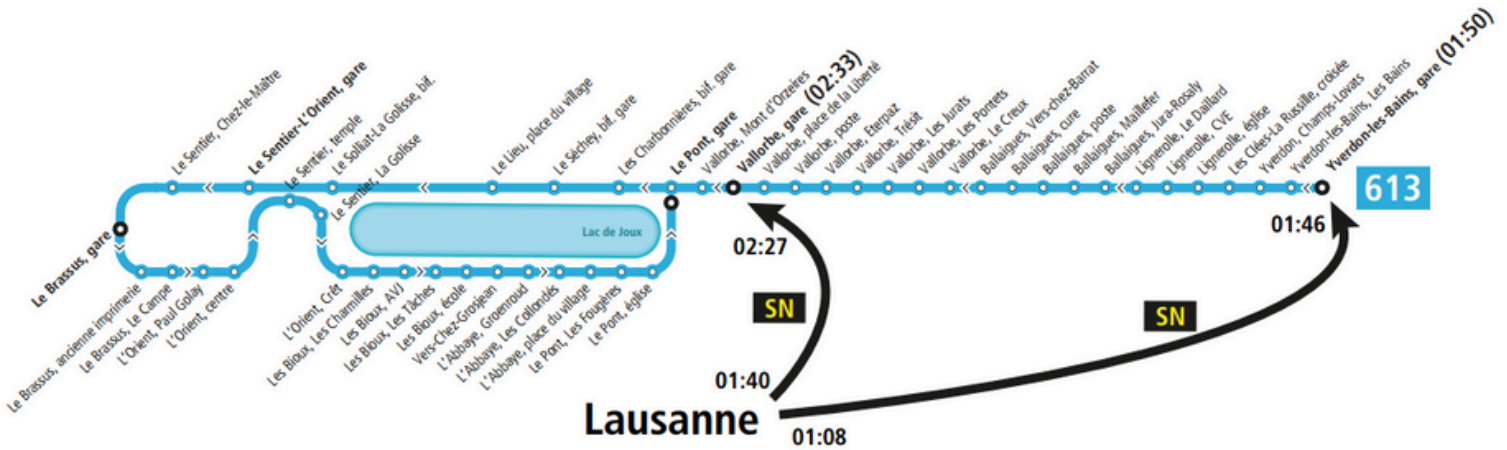 Le Sentier, Chez-le-Maître
Le Sentier-L'Orient, gare
Le Sentier, temple
Le Solliat-La Golisse, bif.
Le Sentier, La Golisse
Le Lieu, place du village
Le Séchey, bif. gare
Les Charbonnières, bif. gare
Le Pont, gare
Vallorbe, Mont d'Orzeires
Vallorbe, gare (02:33)
Vallorbe, place de la Liberté
Vallorbe, poste
Vallorbe, Eterpaz
Vallorbe, Trésit
Vallorbe, Les Jurats
Vallorbe, Les Pontets
Vallorbe, Le Creux
Ballaigues, Vers-chez-Barrat
Ballaigues, cure
Ballaigues, poste
Ballaigues, Maillefer
Ballaigues, Jura-Rosaly
Lignerolle, Le Daillard
Lignerolle, CVE
Lignerolle, église
Les Clées-La Russille, croisée
Yverdon, Champs-Lovats
Yverdon-les-Bains, Les Bains
Yverdon-les-Bains, gare (01:50)
613
Lac de Joux
Le Brassus, gare
Le Brassus, ancienne imprimerie
Le Brassus, Le Campe
L'Orient, Paul Golay
L'Orient, centre
L'Orient, Crêt
Les Bioux, Les Charmilles
Les Bioux, AVJ
Les Bioux, Les Tâches
Les Bioux, école
Vers-Chez-Grosjean
L'Abbaye, Groenroud
L'Abbaye, Les Collondes
L'Abbaye, place du village
Le Pont, Les Fougères
Le Pont, église
02:27
01:46
SN
SN
01:40
Lausanne
01:08